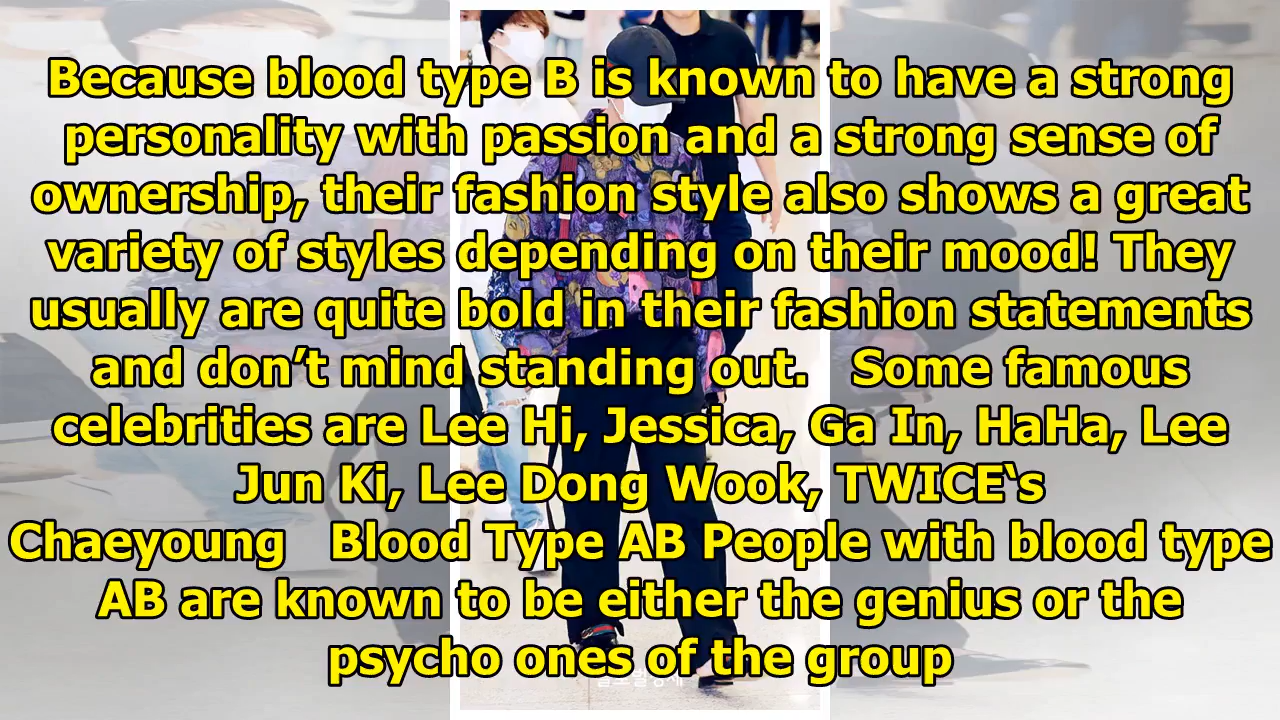 Because blood type B is known to have a strong
personality with passion and a strong sense of
ownership, their fashion style also shows a great
variety of styles depending on their mood! They
usually are quite bold in their fashion statements
and don’t mind standing out.   Some famous
celebrities are Lee Hi, Jessica, Ga In, HaHa, Lee
Jun Ki, Lee Dong Wook, TWICE‘s
Chaeyoung   Blood Type AB People with blood type
AB are known to be either the genius or the
psycho ones of the group